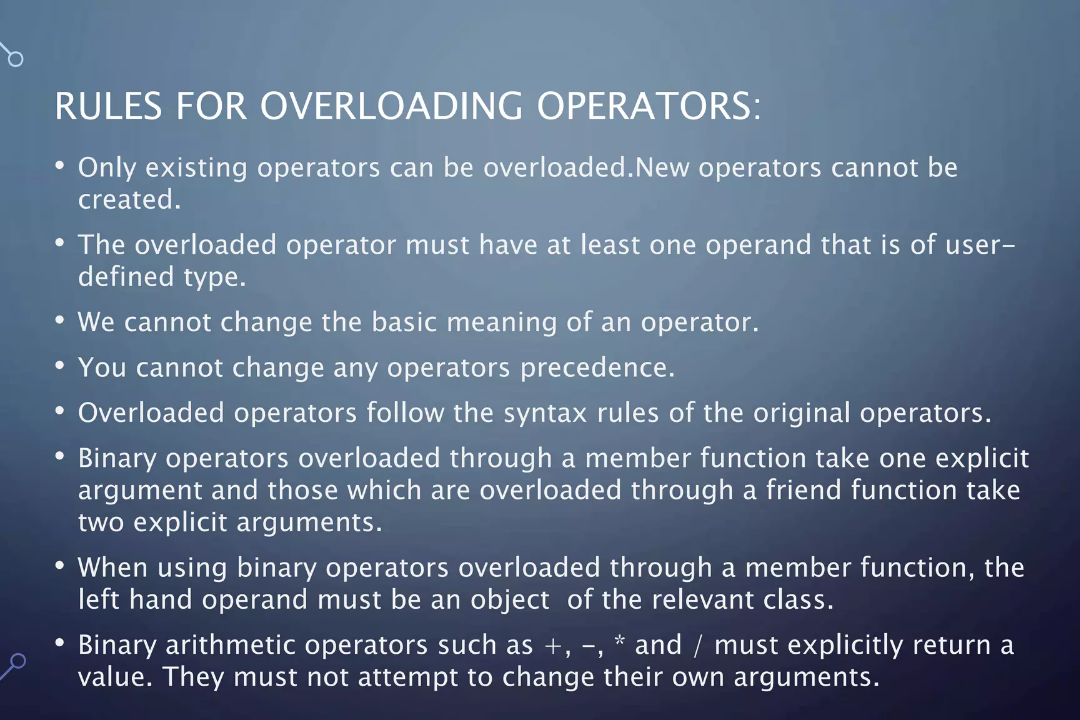 RULES FOR OVERLOADING OPERATORS:
• Only existing operators can be overloaded.New operators cannot be
created.
• The overloaded operator must have at least one operand that is of user-
defined type.
• We cannot change the basic meaning of an operator.
• You cannot change any operators precedence.
• Overloaded operators follow the syntax rules of the original operators.
• Binary operators overloaded through a member function take one explicit
argument and those which are overloaded through a friend function take
two explicit arguments.
• When using binary operators overloaded through a member function, the
left hand operand must be an object  of the relevant class.
• Binary arithmetic operators such as +, -, * and / must explicitly return a
value. They must not attempt to change their own arguments.